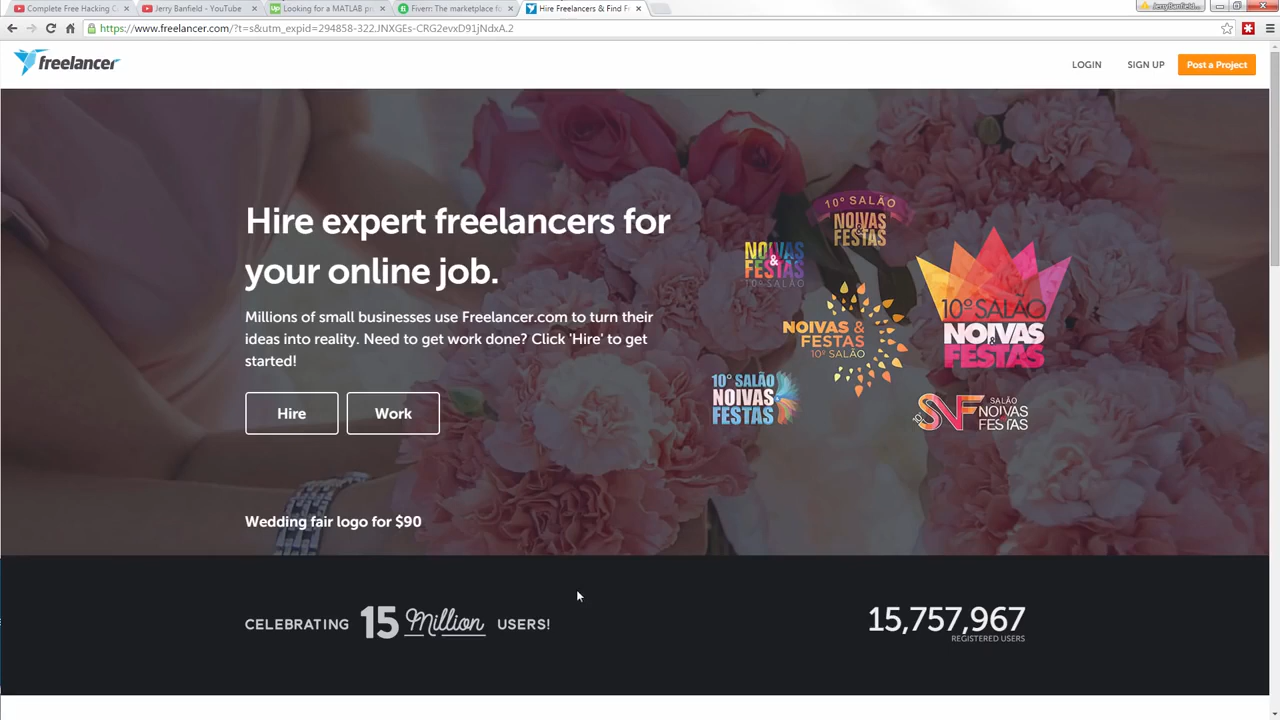 Complete Free Hacking C
Jerry Banfield - YouTube
Looking for a MATLAB pr
Fiverr: The marketplace fo
Hire Freelancers & Find F
JerryBanfield...
https://www.freelancer.com/?t=s&utm_expid=294858-322.JNXGEs-CRG2evxD91jNdxA.2
freelancer
LOGIN
SIGN UP
Post a Project
Hire expert freelancers for
your online job.
Millions of small businesses use Freelancer.com to turn their
ideas into reality. Need to get work done? Click 'Hire' to get
started!
Hire
Work
Wedding fair logo for $90
10º SALÃO
NOIVAS
&
FESTAS
NOIVAS
&
FESTAS
10º SALÃO
10º SALÃO
NOIVAS
&
FESTAS
NOIVAS &
FESTAS
10º SALÃO
10º SALÃO
NOIVAS
FESTAS
10º
SNF
SALÃO
NOIVAS
FESTAS
CELEBRATING 15 Million USERS!
15,757,967
REGISTERED USERS